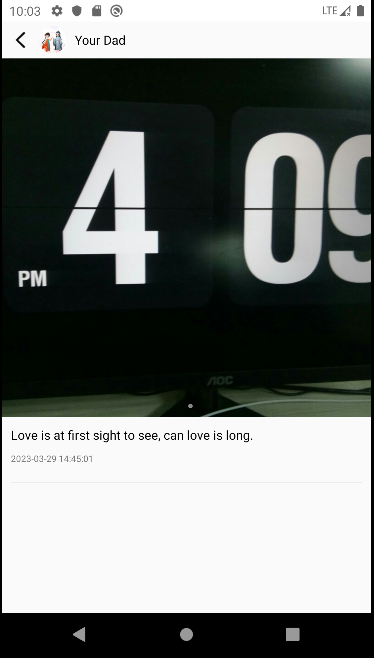 10:03
LTE
Your Dad
4
09
PM
AOC
Love is at first sight to see, can love is long.
2023-03-29 14:45:01